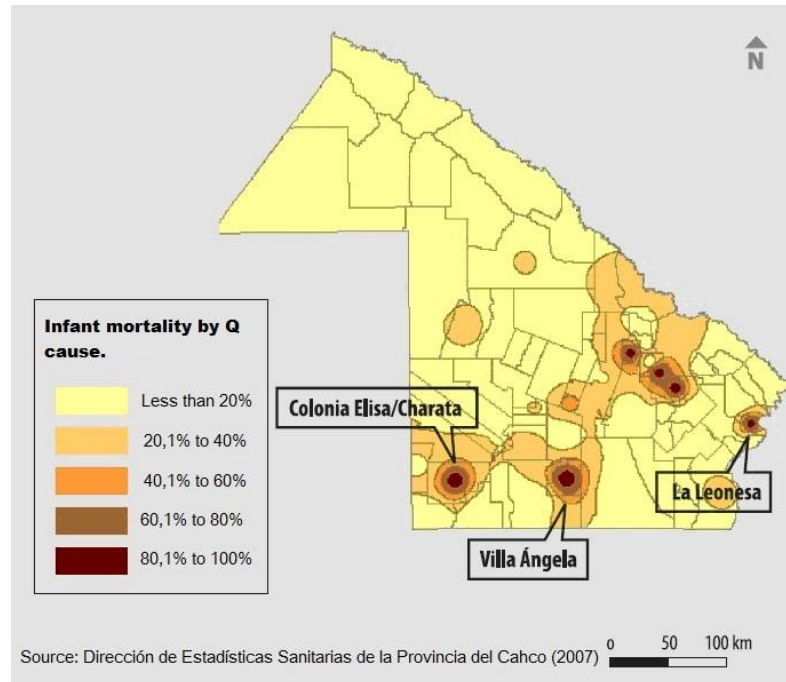 N
Infant mortality by Q
cause.
Less than 20%
20,1% to 40%
40,1% to 60%
60,1% to 80%
80,1% to 100%
Colonia Elisa/Charata
La Leonesa
Villa Ángela
Source: Dirección de Estadísticas Sanitarias de la Provincia del Cahco (2007)
0 50 100 km